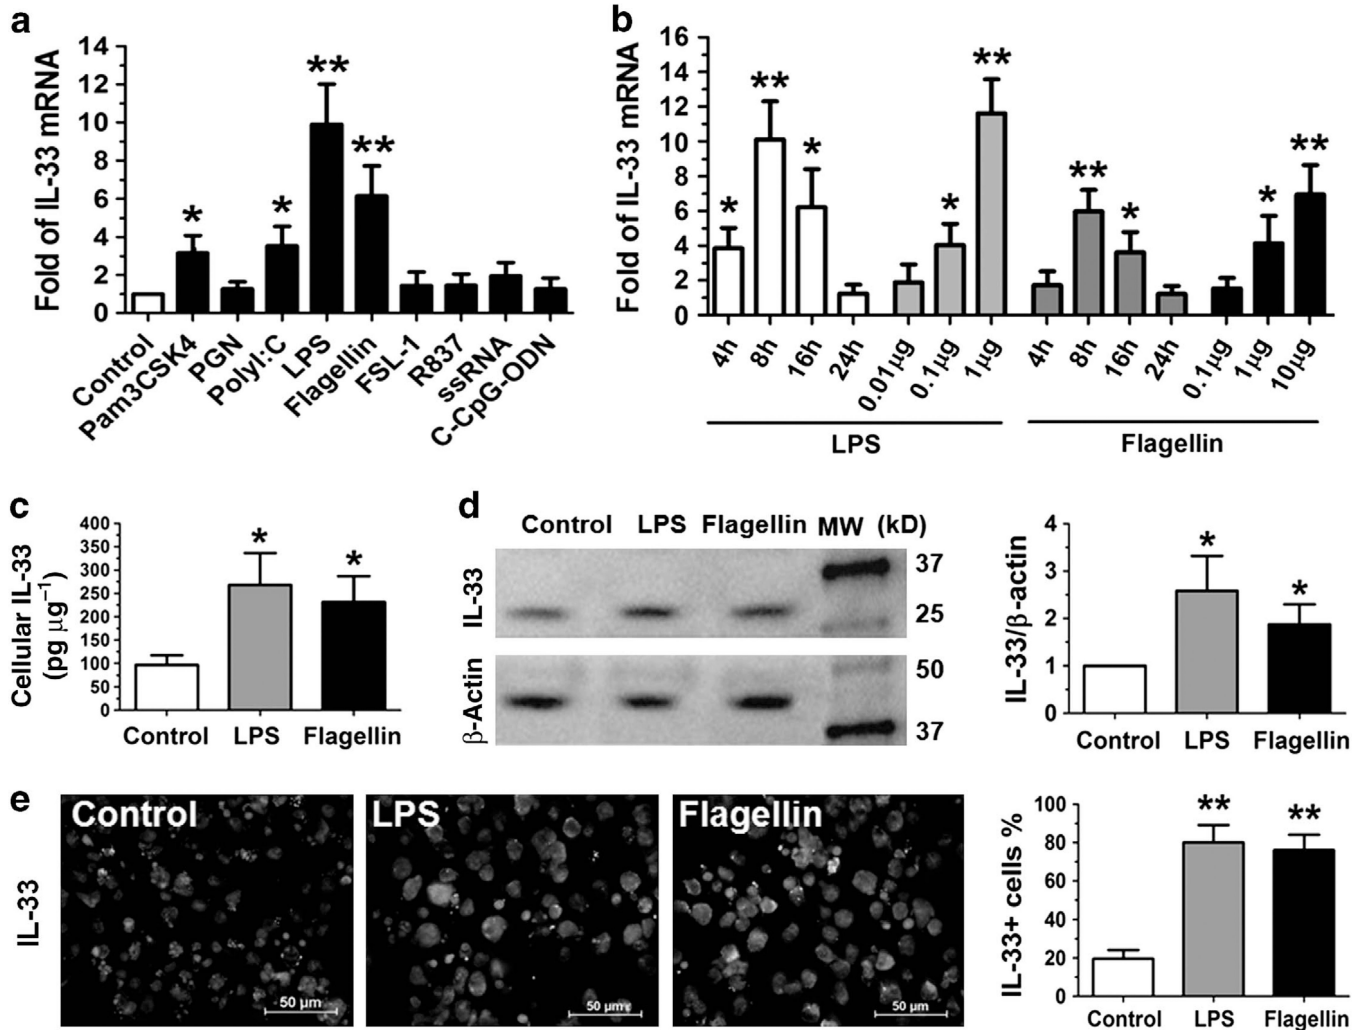 a
Fold of IL-33 mRNA
14
12
10
8
6
4
2
0
*
*
**
**
Control
Pam3CSK4
PGN
PolyI:C
LPS
Flagellin
FSL-1
R837
ssRNA
C-CpG-ODN
b
Fold of IL-33 mRNA
16
14
12
10
8
6
4
2
0
*
**
*
*
**
**
*
*
**
4h
8h
16h
24h
0.01µg
0.1µg
1µg
4h
8h
16h
24h
0.1µg
1µg
10µg
LPS
Flagellin
c
Cellular IL-33
(pg µg⁻¹)
400
350
300
250
200
150
100
50
0
*
*
Control LPS Flagellin
d
Control LPS Flagellin MW (kD)
IL-33
37
25
β-Actin
50
37
IL-33/β-actin
4
3
2
1
0
*
*
Control LPS Flagellin
e
IL-33
Control
50 µm
LPS
50 µm
Flagellin
50 µm
IL-33+ cells %
100
80
60
40
20
0
**
**
Control LPS Flagellin